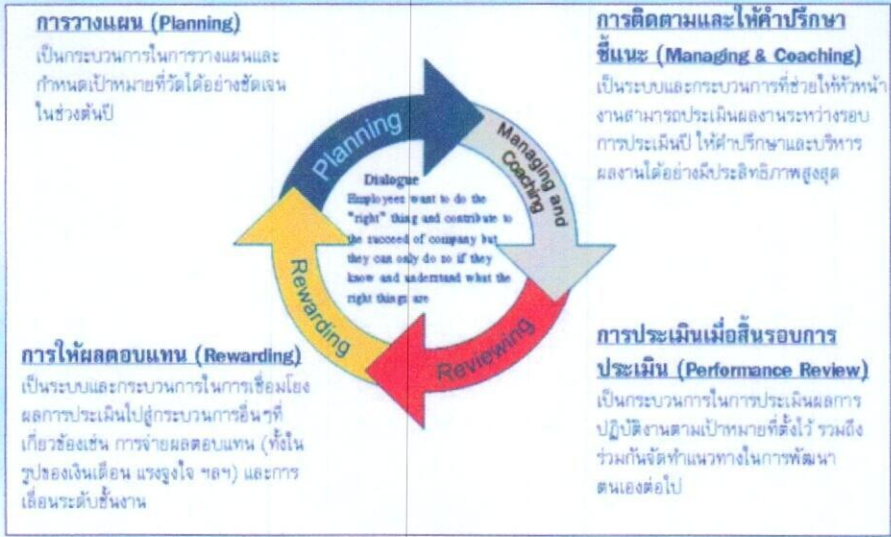 การวางแผน (Planning)
เป็นกระบวนการในการวางแผนและ
กำหนดเป้าหมายที่วัดได้อย่างชัดเจน
ในช่วงต้นปี
การติดตามและให้คำปรึกษา
ชี้แนะ (Managing & Coaching)
เป็นระบบและกระบวนการที่ช่วยให้หัวหน้า
งานสามารถประเมินผลงานระหว่างรอบ
การประเมินปี ให้คำปรึกษาและบริหาร
ผลงานได้อย่างมีประสิทธิภาพสูงสุด
Planning
Managing and
Coaching
Dialogue
Employees want to do the
"right" thing and contribute to
the succeed of company but
they can only do so if they
know and understand what the
right things are
Rewarding
Reviewing
การให้ผลตอบแทน (Rewarding)
เป็นระบบและกระบวนการในการเชื่อมโยง
ผลการประเมินไปสู่กระบวนการอื่นๆที่
เกี่ยวข้องเช่น การจ่ายผลตอบแทน (ทั้งใน
รูปของเงินเดือน แรงจูงใจ ฯลฯ) และการ
เลื่อนระดับชั้นงาน
การประเมินเมื่อสิ้นรอบการ
ประเมิน (Performance Review)
เป็นกระบวนการในการประเมินผลการ
ปฏิบัติงานตามเป้าหมายที่ตั้งไว้ รวมถึง
ร่วมกันจัดทำแนวทางในการพัฒนา
ตนเองต่อไป